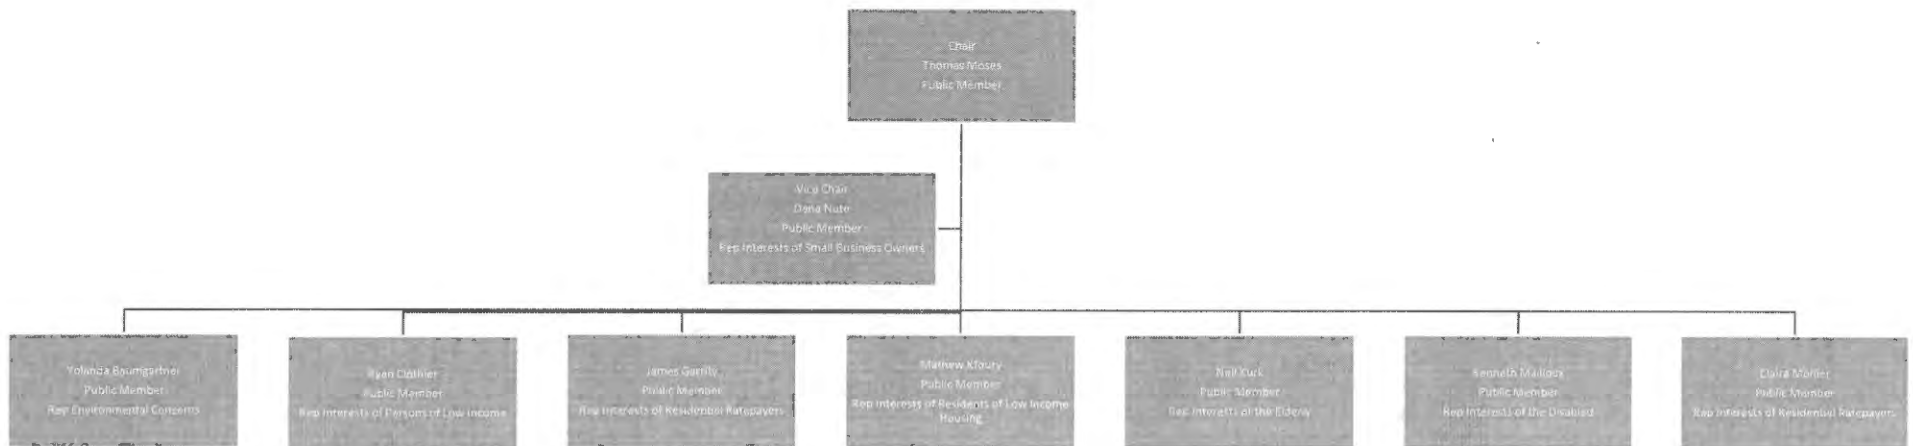 Chair
Thomas Moses
Public Member
Vice Chair
Dana Nute
Public Member
Rep Interests of Small Business Owners
Yolanda Baumgartner
Public Member
Rep Environmental Concerns
Ryan Clothier
Public Member
Rep Interests of Persons of Low Income
James
Public Member
Rep Interests of Residential Ratepayers
Mathew Kfoury
Public Member
Rep Interests of Residents of Low Income
Housing
Neil Kurk
Public Member
Rep Interests of the Elderly
Kenneth Mailloux
Public Member
Rep Interests of the Disabled
Public Member
Rep Interests of Residential Ratepayers